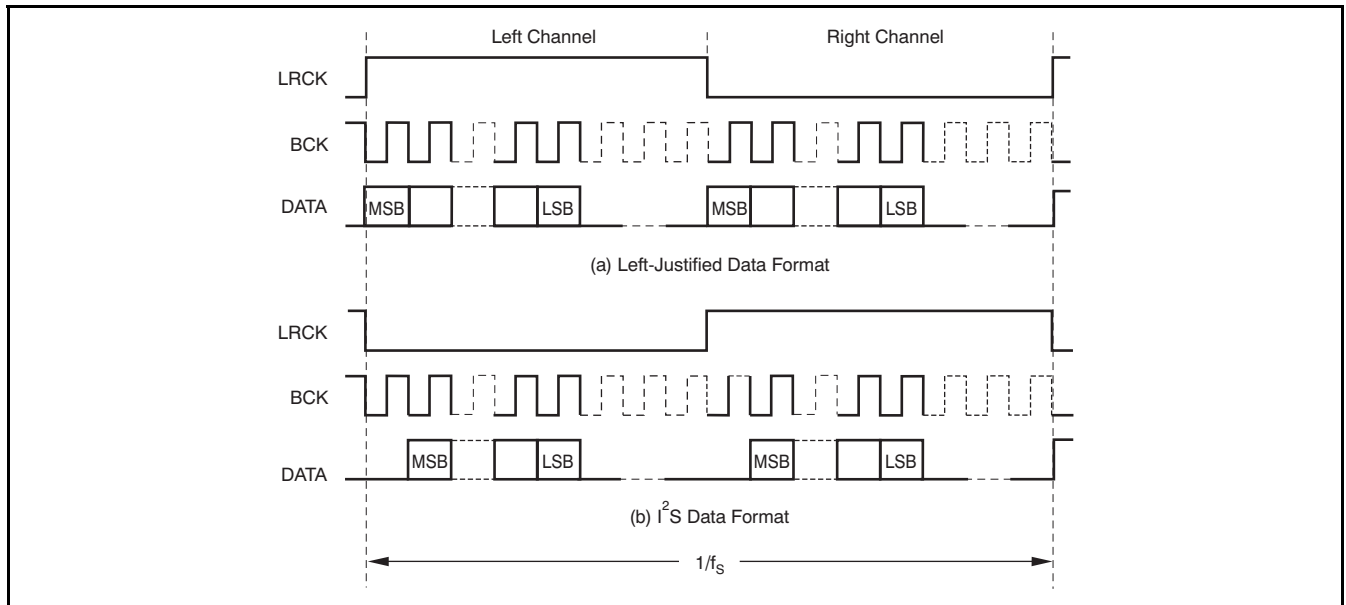 Left Channel Right Channel
LRCK
BCK
DATA MSB LSB MSB LSB
(a) Left-Justified Data Format
LRCK
BCK
DATA MSB LSB MSB LSB
(b) I²S Data Format
1/fS